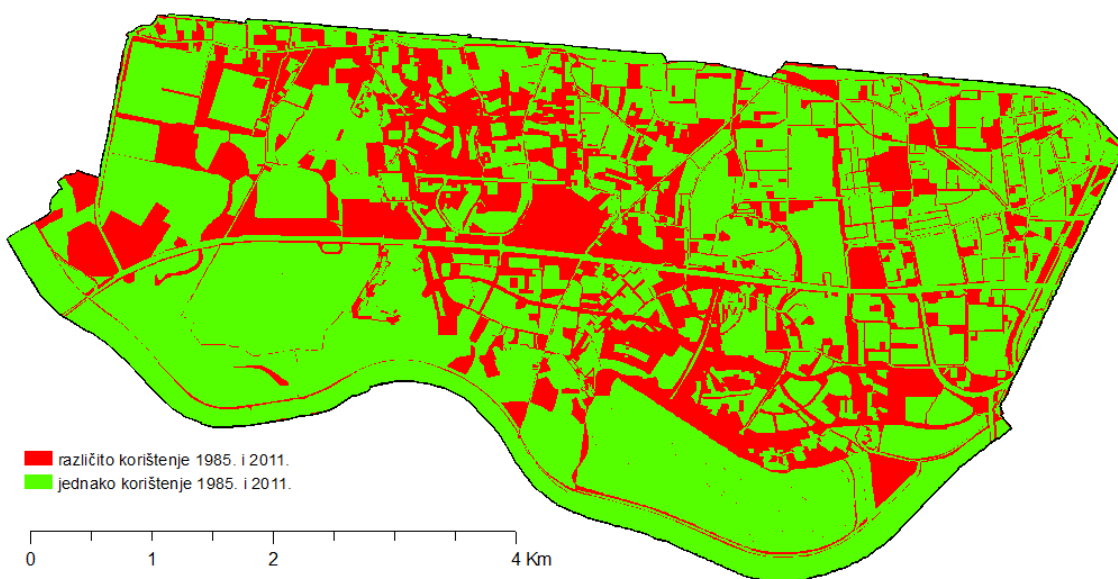 različito korištenje 1985. i 2011.
jednako korištenje 1985. i 2011.
0 1 2 4 Km